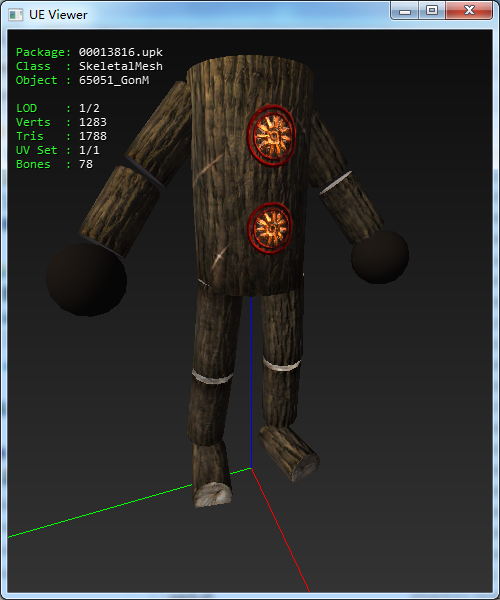 UE Viewer
Package: 00013816.upk
Class : SkeletalMesh
Object : 65051_GonM
LOD : 1/2
Verts : 1283
Tris : 1788
UV Set : 1/1
Bones : 78